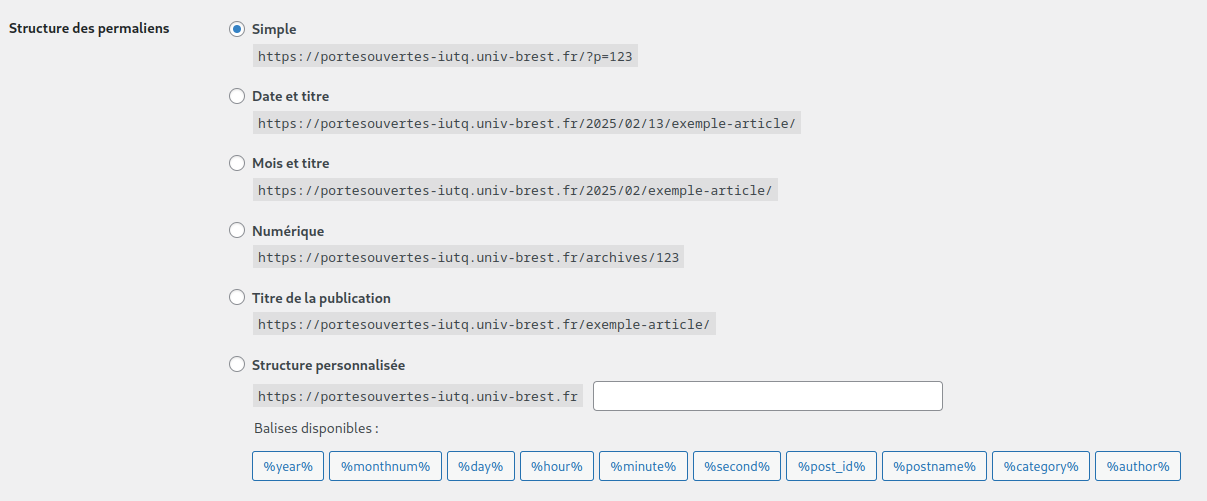 Structure des permaliens
Simple
https://portesouvertes-iutq.univ-brest.fr/?p=123
Date et titre
https://portesouvertes-iutq.univ-brest.fr/2025/02/13/exemple-article/
Mois et titre
https://portesouvertes-iutq.univ-brest.fr/2025/02/exemple-article/
Numérique
https://portesouvertes-iutq.univ-brest.fr/archives/123
Titre de la publication
https://portesouvertes-iutq.univ-brest.fr/exemple-article/
Structure personnalisée
https://portesouvertes-iutq.univ-brest.fr
Balises disponibles :
%year% %monthnum% %day% %hour% %minute% %second% %post_id% %postname% %category% %author%